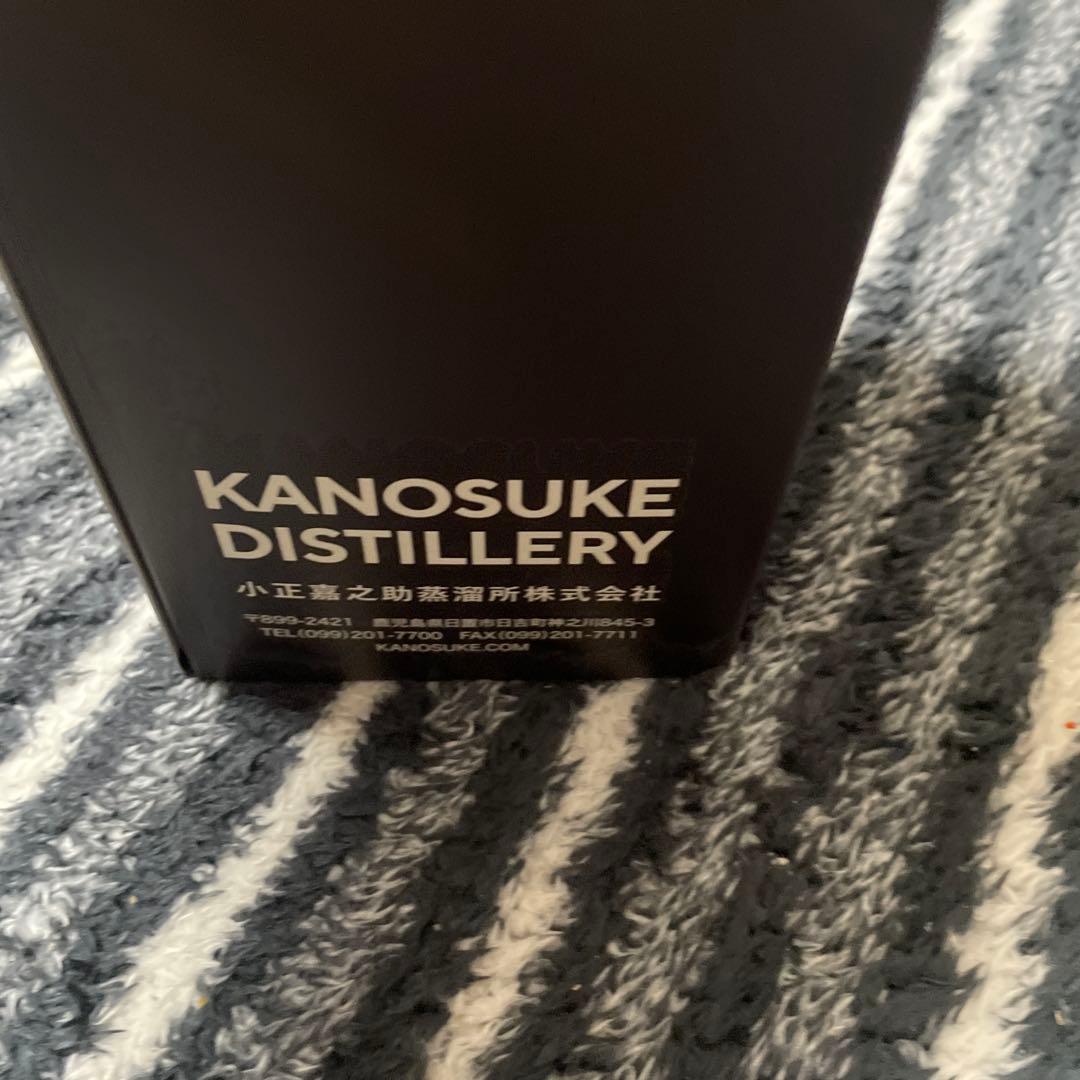 KANOSUKE
DISTILLERY
小正嘉之助蒸溜所株式会社
〒899-2421 鹿児島県日置市日吉町神之川845-3
TEL(099)201-7700 FAX(099)201-7711
KANOSUKE.COM